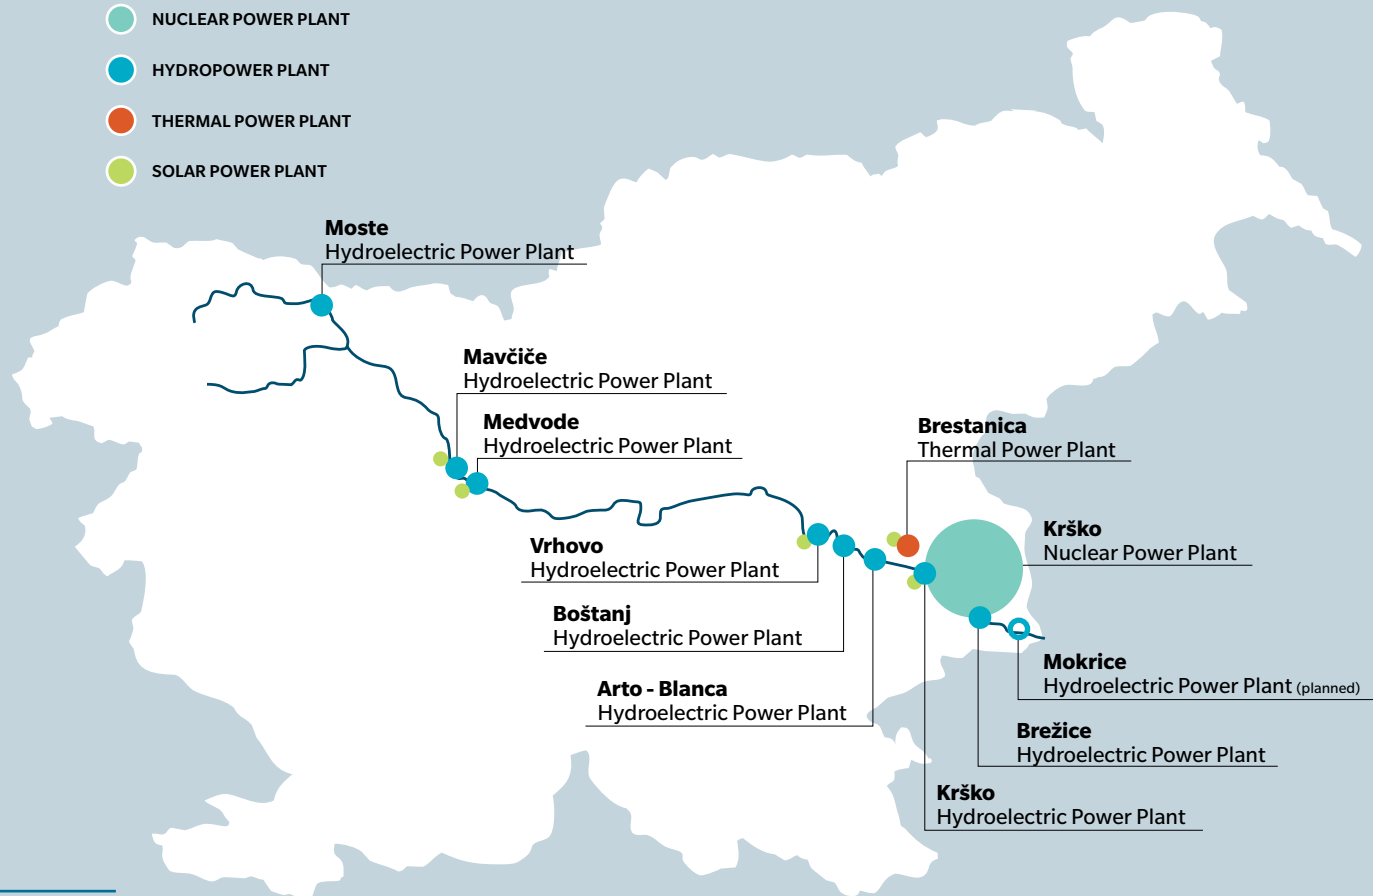 NUCLEAR POWER PLANT
HYDROPOWER PLANT
THERMAL POWER PLANT
SOLAR POWER PLANT
Moste
Hydroelectric Power Plant
Mavčiče
Hydroelectric Power Plant
Medvode
Hydroelectric Power Plant
Brestanica
Thermal Power Plant
Krško
Nuclear Power Plant
Vrhovo
Hydroelectric Power Plant
Boštanj
Hydroelectric Power Plant
Arto - Blanca
Hydroelectric Power Plant
Mokrice
Hydroelectric Power Plant (planned)
Brežice
Hydroelectric Power Plant
Krško
Hydroelectric Power Plant